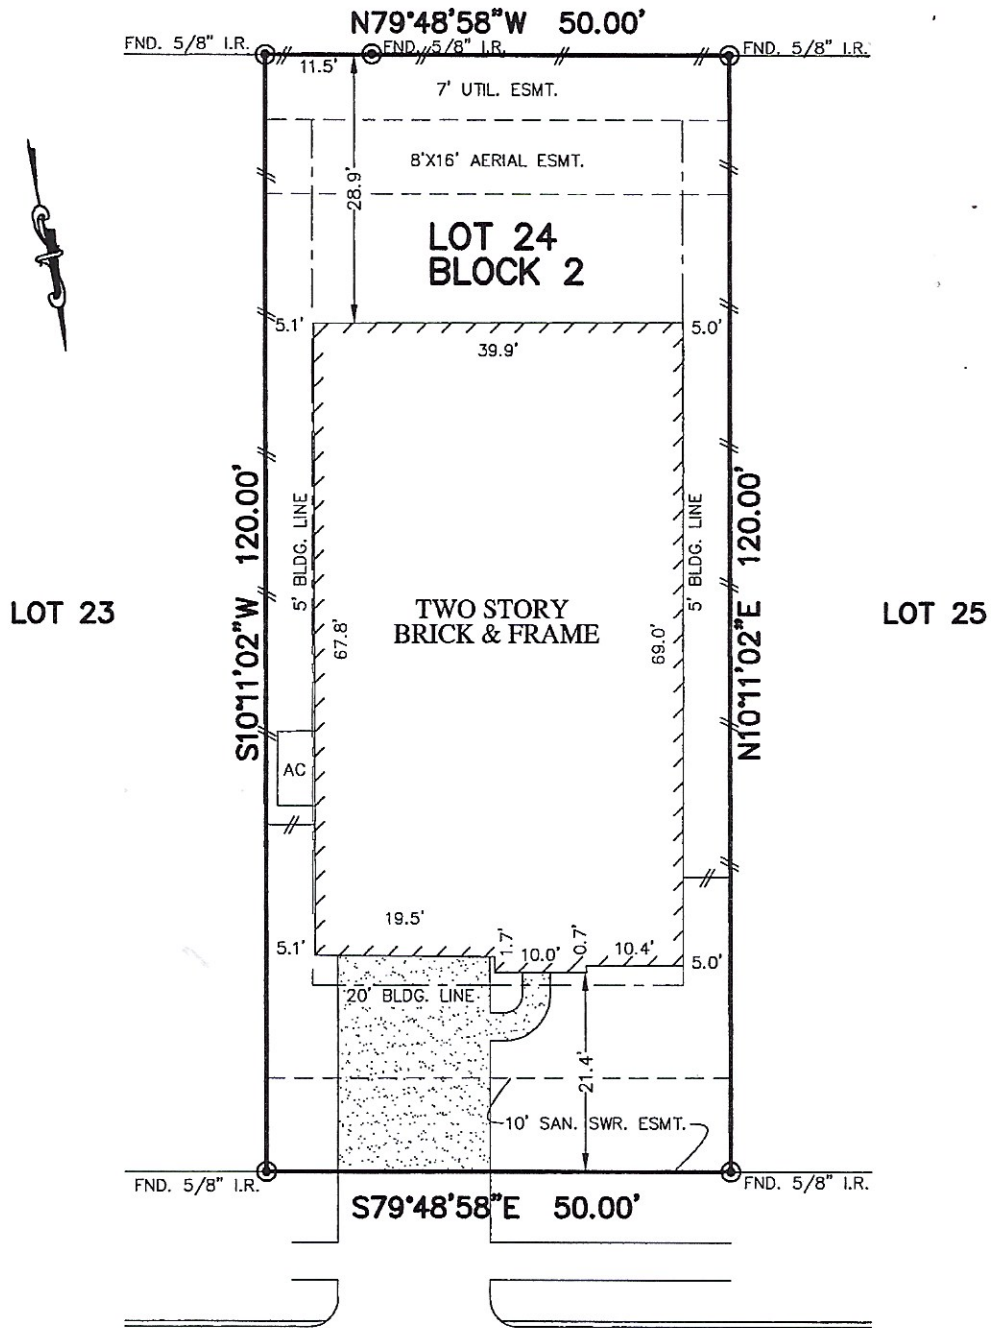 N79°48'58"W 50.00'
FND. 5/8" I.R.
FND. 5/8" I.R.
FND. 5/8" I.R.
11.5'
7' UTIL. ESMT.
8'X16' AERIAL ESMT.
28.9'
LOT 24
BLOCK 2
5.1'
5.0'
39.9'
S10°11'02"W 120.00'
5' BLDG. LINE
5' BLDG. LINE
N10°11'02"E 120.00'
LOT 23
67.8'
TWO STORY
BRICK & FRAME
69.0'
LOT 25
AC
19.5'
5.1'
1.7'
10.0'
0.7'
10.4'
5.0'
20' BLDG. LINE
21.4'
10' SAN. SWR. ESMT.
FND. 5/8" I.R.
FND. 5/8" I.R.
S79°48'58"E 50.00'